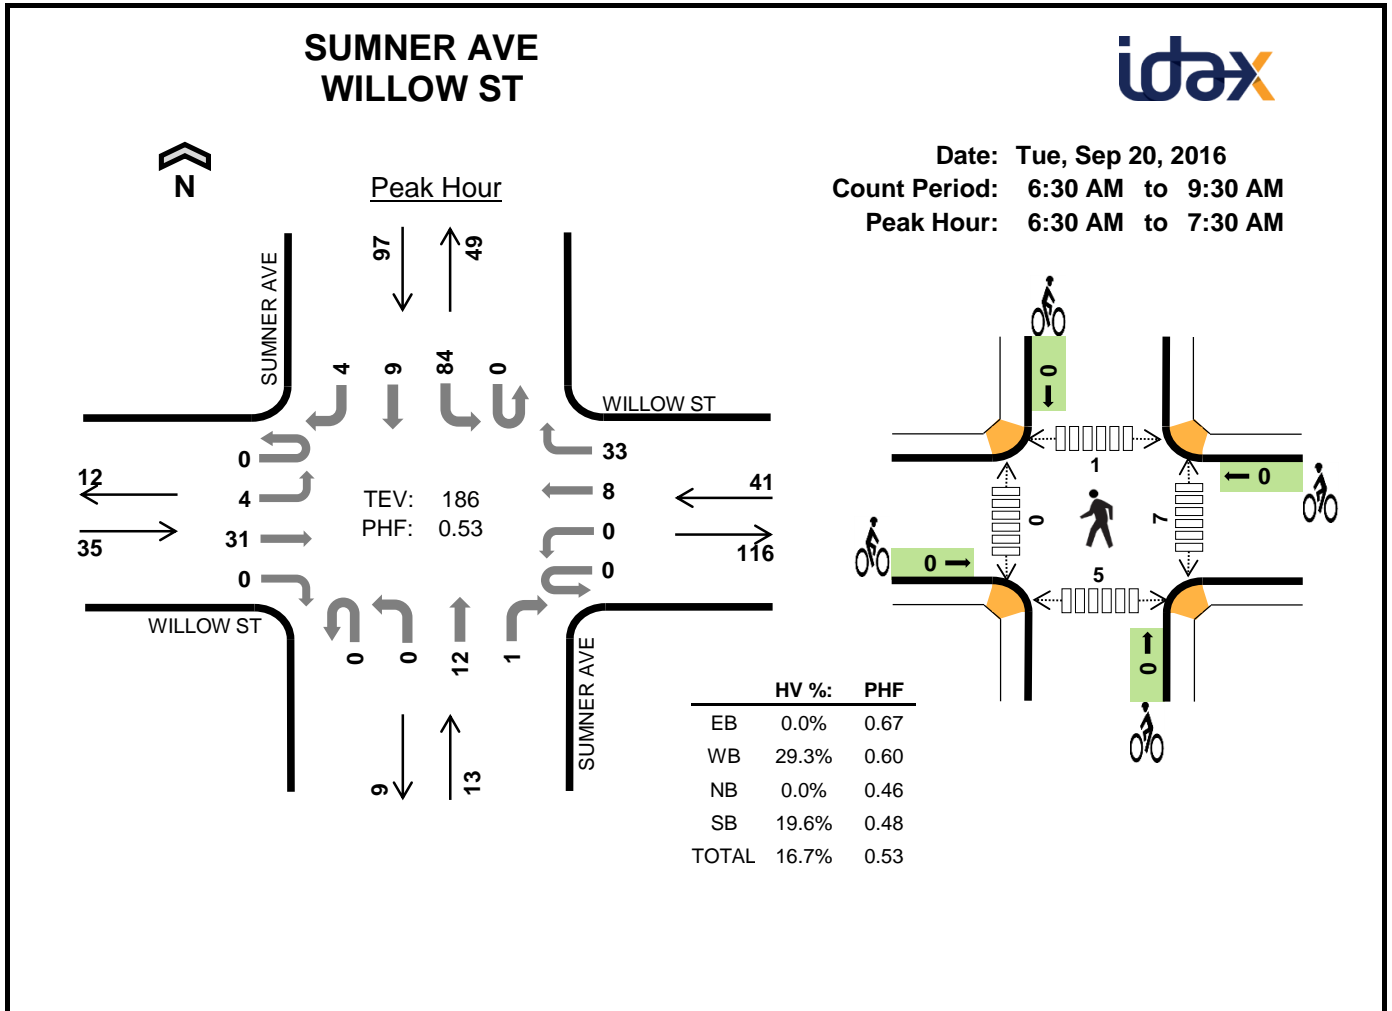 SUMNER AVE
WILLOW ST
idax
Date: Tue, Sep 20, 2016
Count Period: 6:30 AM to 9:30 AM
Peak Hour: 6:30 AM to 7:30 AM
N
Peak Hour
97
49
SUMNER AVE
4
9
84
0
WILLOW ST
0
33
12
4
8
41
TEV: 186
PHF: 0.53
35
31
0
116
0
0
WILLOW ST
0
0
12
1
SUMNER AVE
9
13
0
1
0
0
7
0
5
0
HV %: PHF
EB 0.0% 0.67
WB 29.3% 0.60
NB 0.0% 0.46
SB 19.6% 0.48
TOTAL 16.7% 0.53